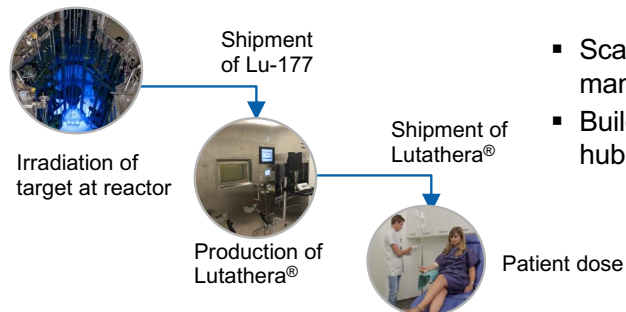 Shipment
of Lu-177
Irradiation of
target at reactor
Shipment of
Lutathera®
Production of
Lutathera®
Patient dose
▪ Sca
mar
▪ Buil
hub